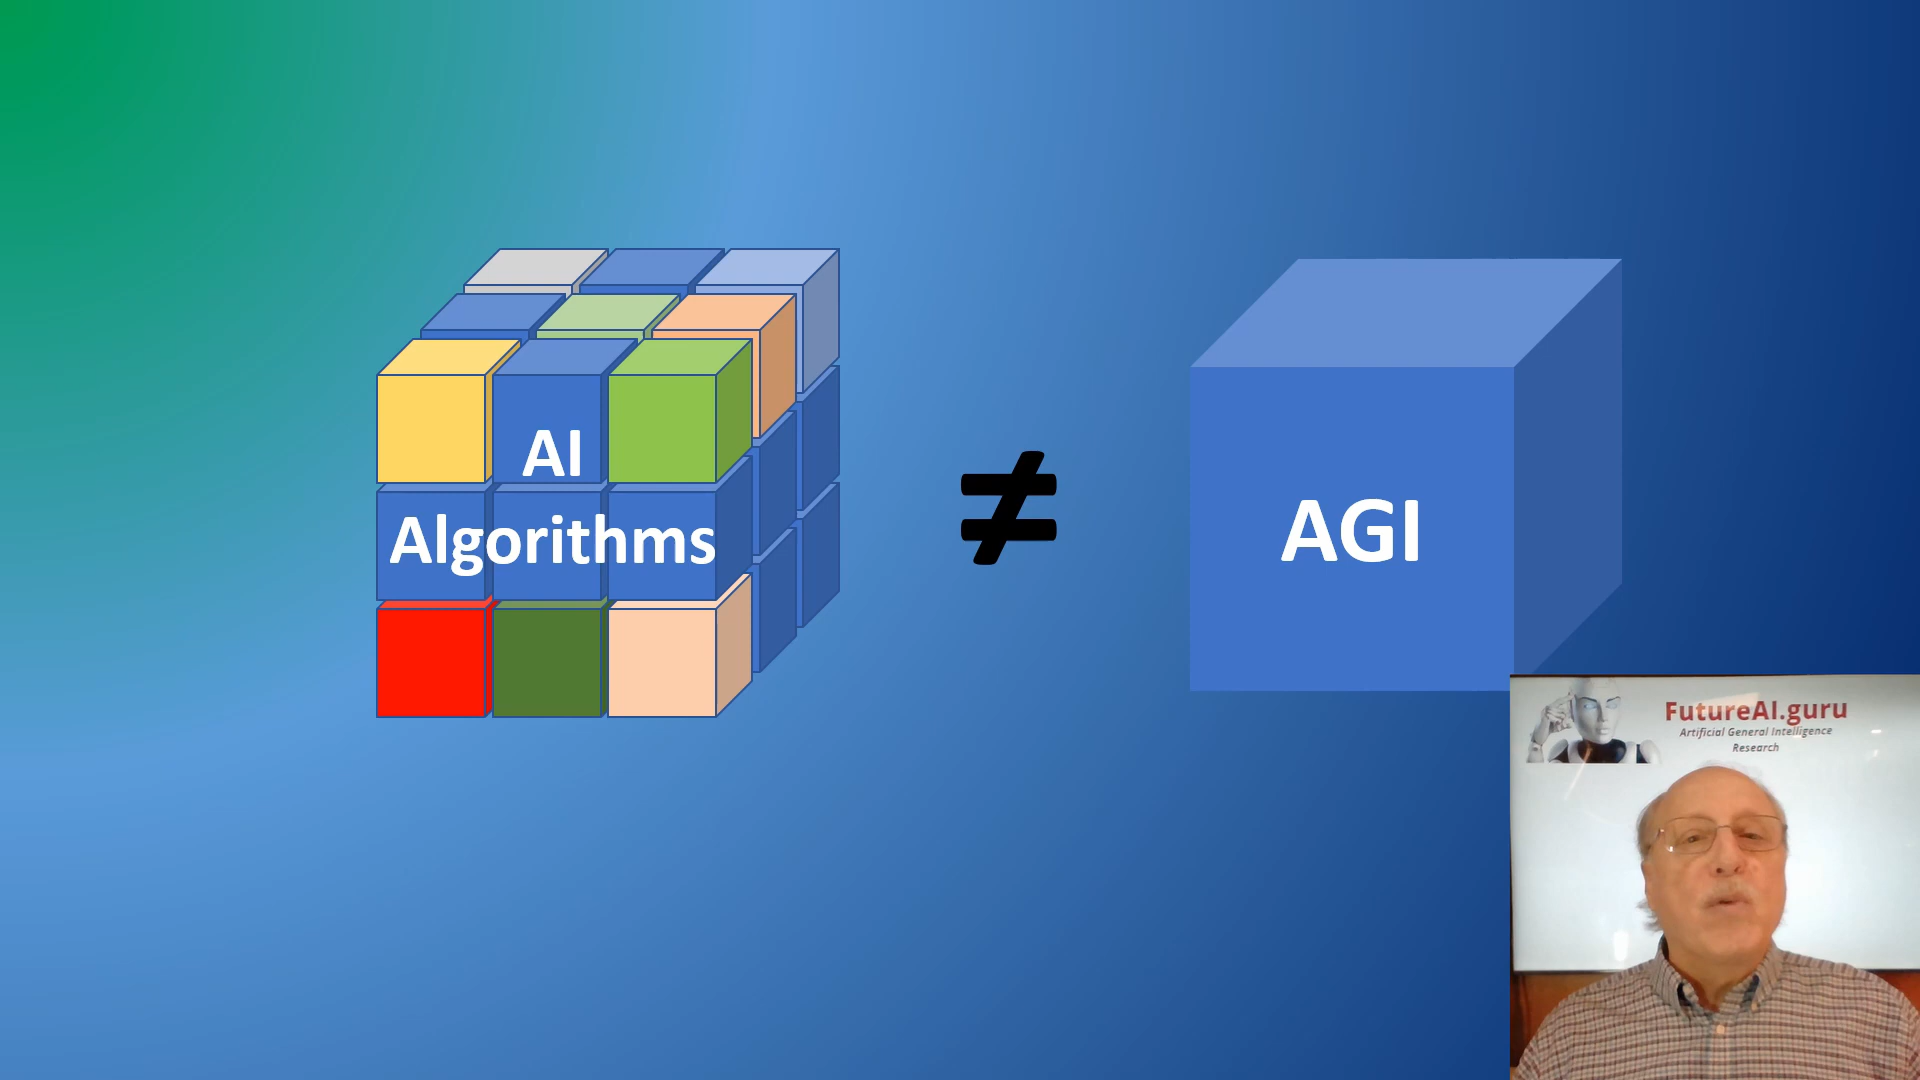 AI
Algorithms
≠
AGI
FutureAI.guru
Artificial General Intelligence
Research